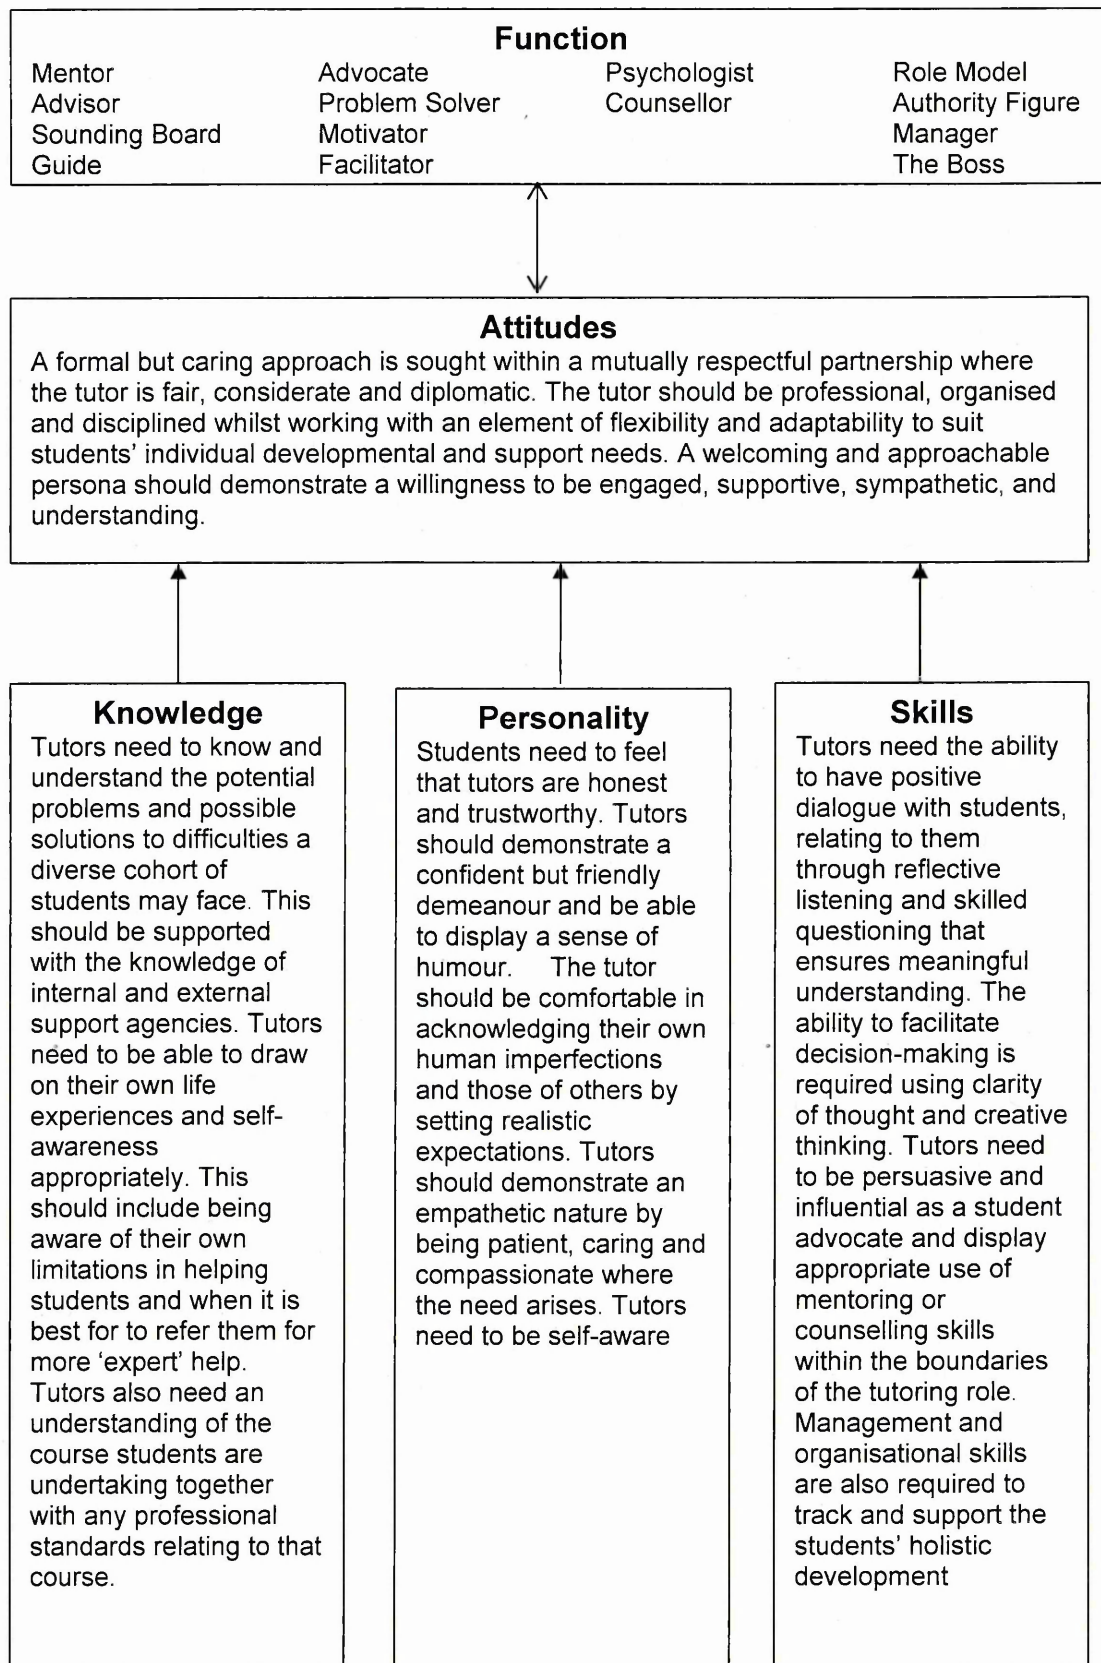 Function
Mentor Advocate Psychologist Role Model
Advisor Problem Solver Counsellor Authority Figure
Sounding Board Motivator Manager
Guide Facilitator The Boss
Attitudes
A formal but caring approach is sought within a mutually respectful partnership where
the tutor is fair, considerate and diplomatic. The tutor should be professional, organised
and disciplined whilst working with an element of flexibility and adaptability to suit
students' individual developmental and support needs. A welcoming and approachable
persona should demonstrate a willingness to be engaged, supportive, sympathetic, and
understanding.
Knowledge
Tutors need to know and
understand the potential
problems and possible
solutions to difficulties a
diverse cohort of
students may face. This
should be supported
with the knowledge of
internal and external
support agencies. Tutors
need to be able to draw
on their own life
experiences and self-
awareness
appropriately. This
should include being
aware of their own
limitations in helping
students and when it is
best for to refer them for
more 'expert' help.
Tutors also need an
understanding of the
course students are
undertaking together
with any professional
standards relating to that
course.
Personality
Students need to feel
that tutors are honest
and trustworthy. Tutors
should demonstrate a
confident but friendly
demeanour and be able
to display a sense of
humour. The tutor
should be comfortable in
acknowledging their own
human imperfections
and those of others by
setting realistic
expectations. Tutors
should demonstrate an
empathetic nature by
being patient, caring and
compassionate where
the need arises. Tutors
need to be self-aware
Skills
Tutors need the ability
to have positive
dialogue with students,
relating to them
through reflective
listening and skilled
questioning that
ensures meaningful
understanding. The
ability to facilitate
decision-making is
required using clarity
of thought and creative
thinking. Tutors need
to be persuasive and
influential as a student
advocate and display
appropriate use of
mentoring or
counselling skills
within the boundaries
of the tutoring role.
Management and
organisational skills
are also required to
track and support the
students' holistic
development